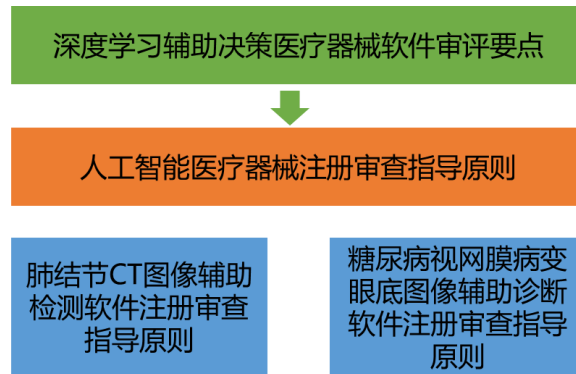 深度学习辅助决策医疗器械软件审评要点
人工智能医疗器械注册审查指导原则
肺结节CT图像辅助
检测软件注册审查
指导原则
糖尿病视网膜病变
眼底图像辅助诊断
软件注册审查指导
原则